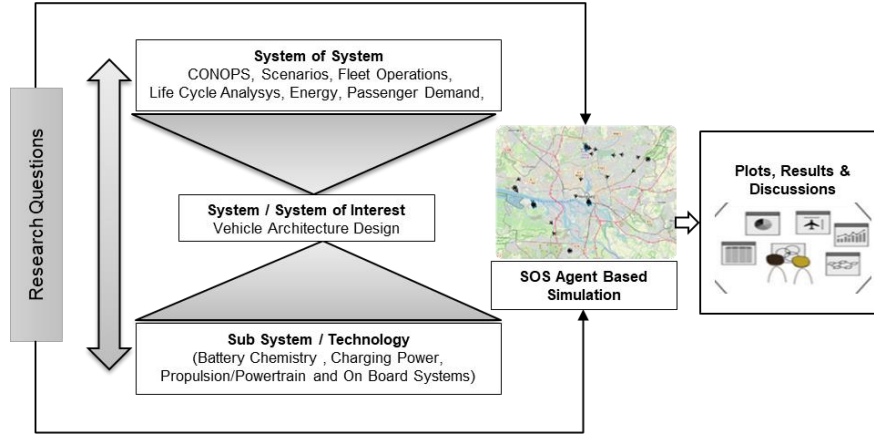 Research Questions
System of System
CONOPS, Scenarios, Fleet Operations,
Life Cycle Analysys, Energy, Passenger Demand,
System / System of Interest
Vehicle Architecture Design
Sub System / Technology
(Battery Chemistry , Charging Power,
Propulsion/Powertrain and On Board Systems)
SOS Agent Based
Simulation
Plots, Results &
Discussions